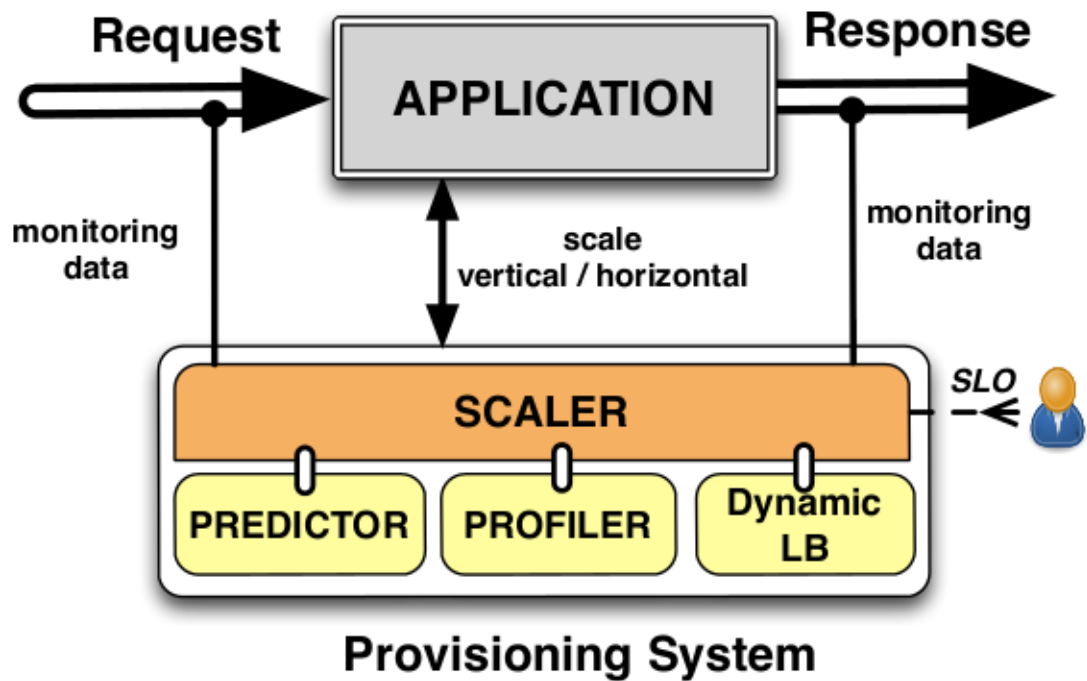 Request
Response
APPLICATION
monitoring
data
scale
vertical / horizontal
monitoring
data
SCALER
SLO
PREDICTOR
PROFILER
Dynamic
LB
Provisioning System